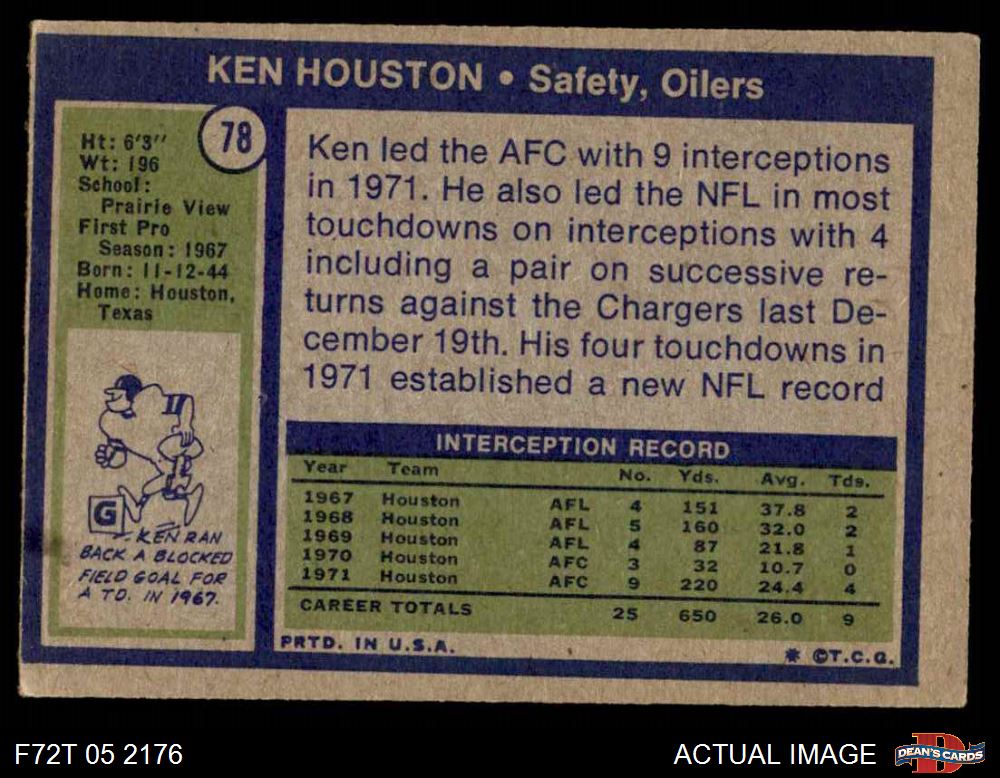 KEN HOUSTON • Safety, Oilers
78
Ht: 6'3"
Wt: 196
School:
Prairie View
First Pro
Season: 1967
Born: 11-12-44
Home: Houston,
Texas
G
KEN RAN
BACK A BLOCKED
FIELD GOAL FOR
A TD. IN 1967.
Ken led the AFC with 9 interceptions
in 1971. He also led the NFL in most
touchdowns on interceptions with 4
including a pair on successive re-
turns against the Chargers last De-
cember 19th. His four touchdowns in
1971 established a new NFL record
INTERCEPTION RECORD
Year Team No. Yds. Avg. Tds.
1967 Houston AFL 4 151 37.8 2
1968 Houston AFL 5 160 32.0 2
1969 Houston AFL 4 87 21.8 1
1970 Houston AFC 3 32 10.7 0
1971 Houston AFC 9 220 24.4 4
CAREER TOTALS 25 650 26.0 9
PRTD. IN U.S.A. * ©T.C.G.
F72T 05 2176
ACTUAL IMAGE
D
DEAN'S CARDS